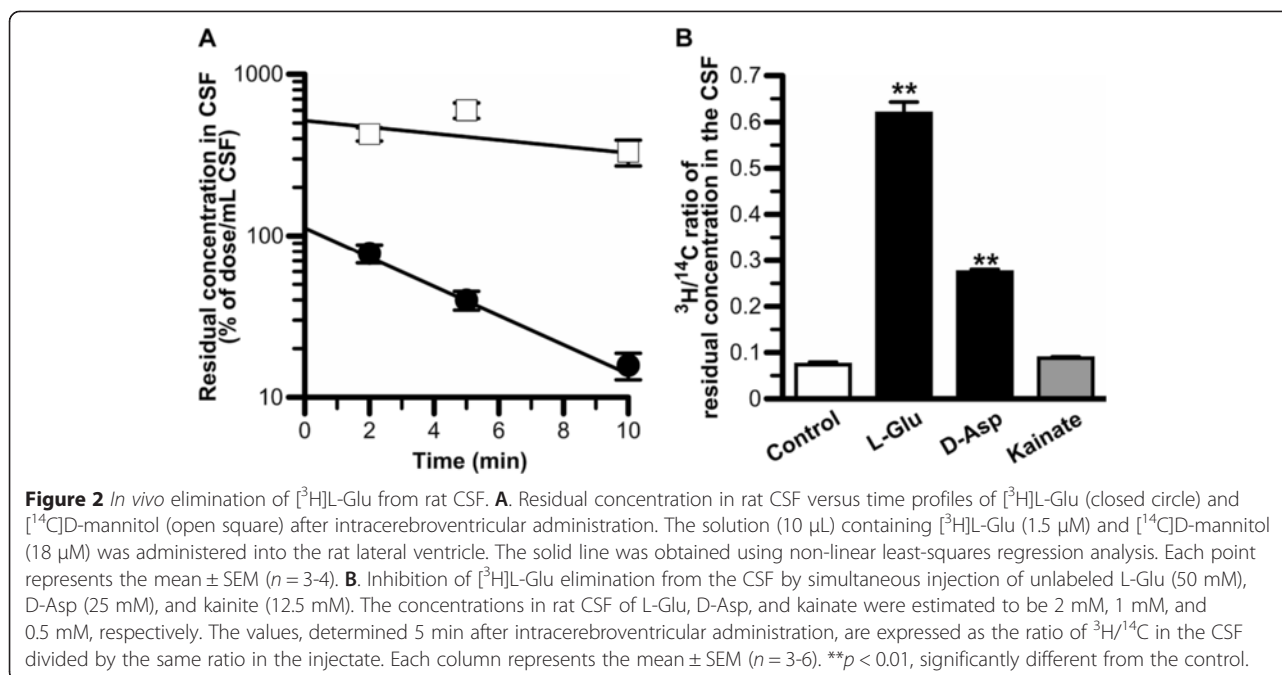 A
Residual concentration in CSF
(% of dose/mL CSF)
1000
100
10
0
2
4
6
8
10
Time (min)
B
³H/¹⁴C ratio of
residual concentration in the CSF
0.7
0.6
0.5
0.4
0.3
0.2
0.1
0
**
**
Control
L-Glu
D-Asp
Kainate
Figure 2 In vivo elimination of [³H]L-Glu from rat CSF. A. Residual concentration in rat CSF versus time profiles of [³H]L-Glu (closed circle) and
[¹⁴C]D-mannitol (open square) after intracerebroventricular administration. The solution (10 μL) containing [³H]L-Glu (1.5 μM) and [¹⁴C]D-mannitol
(18 μM) was administered into the rat lateral ventricle. The solid line was obtained using non-linear least-squares regression analysis. Each point
represents the mean ± SEM (n = 3-4). B. Inhibition of [³H]L-Glu elimination from the CSF by simultaneous injection of unlabeled L-Glu (50 mM),
D-Asp (25 mM), and kainite (12.5 mM). The concentrations in rat CSF of L-Glu, D-Asp, and kainate were estimated to be 2 mM, 1 mM, and
0.5 mM, respectively. The values, determined 5 min after intracerebroventricular administration, are expressed as the ratio of ³H/¹⁴C in the CSF
divided by the same ratio in the injectate. Each column represents the mean ± SEM (n = 3-6). **p < 0.01, significantly different from the control.